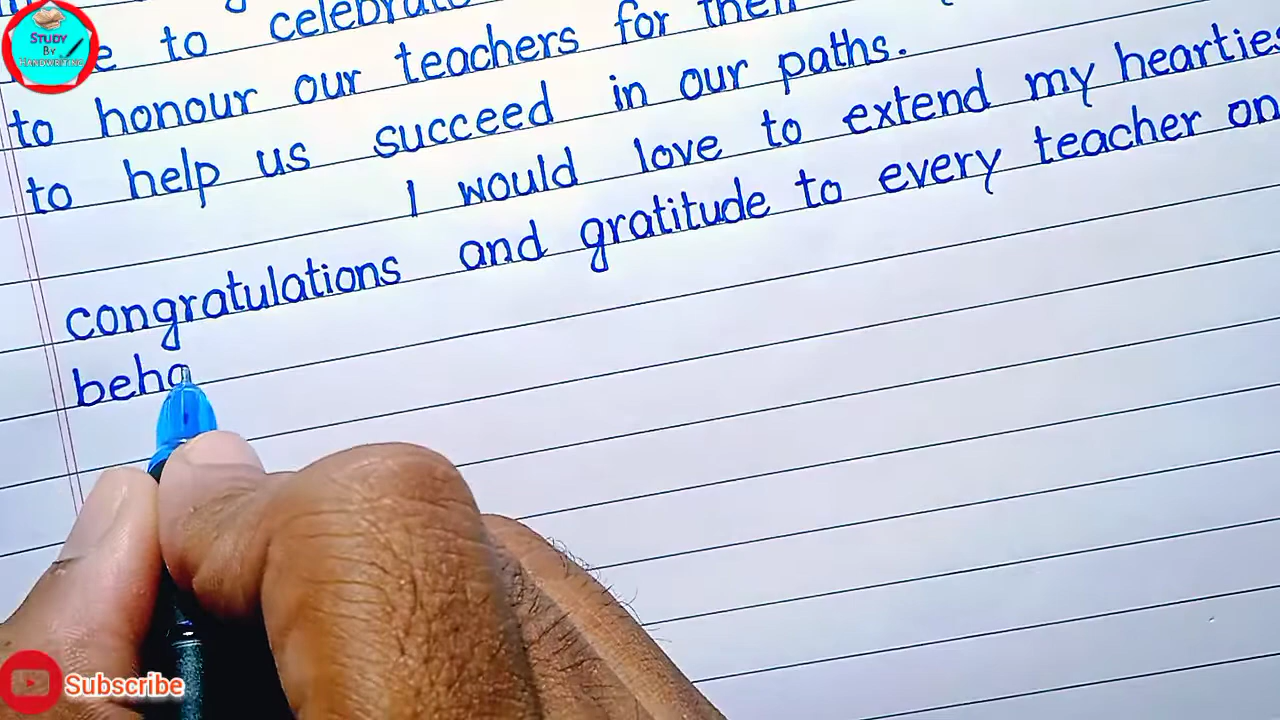 STUDY
By
HANDWRITING
e to celebrate
to honour our teachers for their
to help us succeed in our paths.
I would love to extend my hearties
congratulations and gratitude to every teacher on
beha
Subscribe